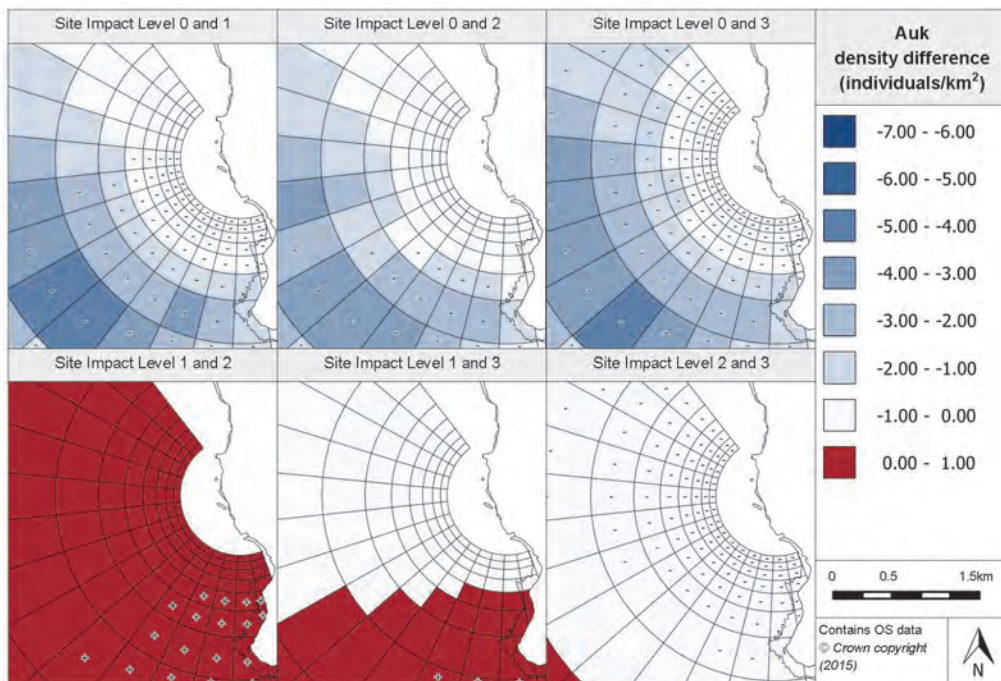 Site Impact Level 0 and 1
Site Impact Level 0 and 2
Site Impact Level 0 and 3
Site Impact Level 1 and 2
Site Impact Level 1 and 3
Site Impact Level 2 and 3
Auk
density difference
(individuals/km²)
-7.00 - -6.00
-6.00 - -5.00
-5.00 - -4.00
-4.00 - -3.00
-3.00 - -2.00
-2.00 - -1.00
-1.00 - 0.00
0.00 - 1.00
0 0.5 1.5km
Contains OS data
© Crown copyright
(2015)
N